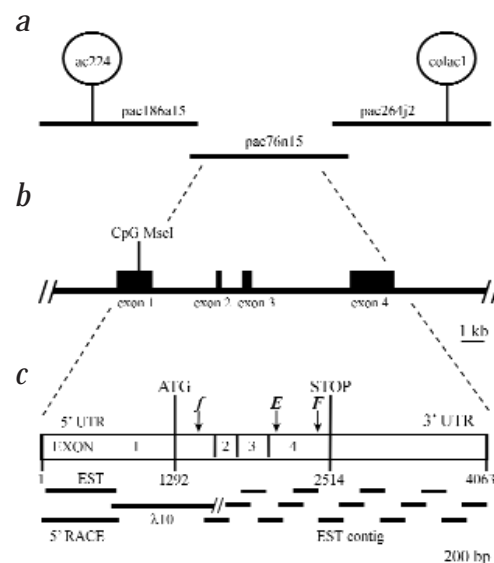 a
ac224
colac1
pac186a15
pac264j2
pac76n15
b
CpG MseI
exon 1 exon 2 exon 3 exon 4
1 kb
c
ATG STOP
5' UTR f E F 3' UTR
EXON 1 2 3 4
1 1292 2514 4063
EST
λ10
5' RACE EST contig
200 bp